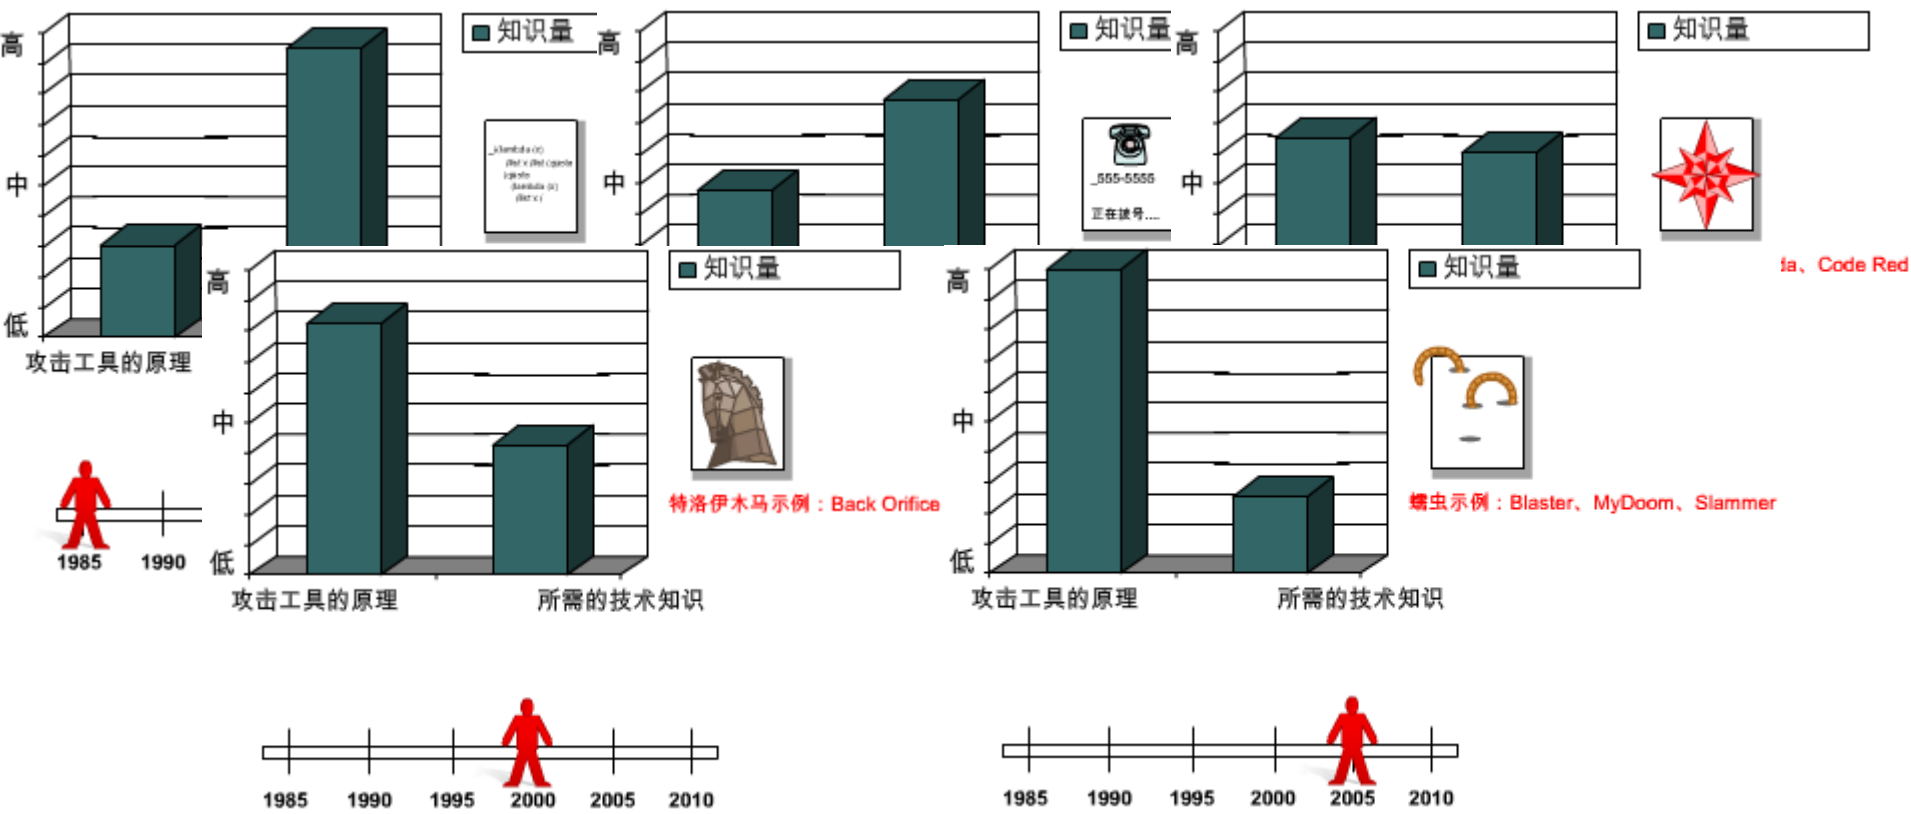 高
知识量
_(lambda (x)
中
低
攻击工具的原理
1985 1990
高
知识量
_555-5555
正在拨号....
中
高
知识量
中
da、Code Red
高
知识量
中
低
特洛伊木马示例：Back Orifice
攻击工具的原理 所需的技术知识
1985 1990 1995 2000 2005 2010
高
知识量
中
低
蠕虫示例：Blaster、MyDoom、Slammer
攻击工具的原理 所需的技术知识
1985 1990 1995 2000 2005 2010